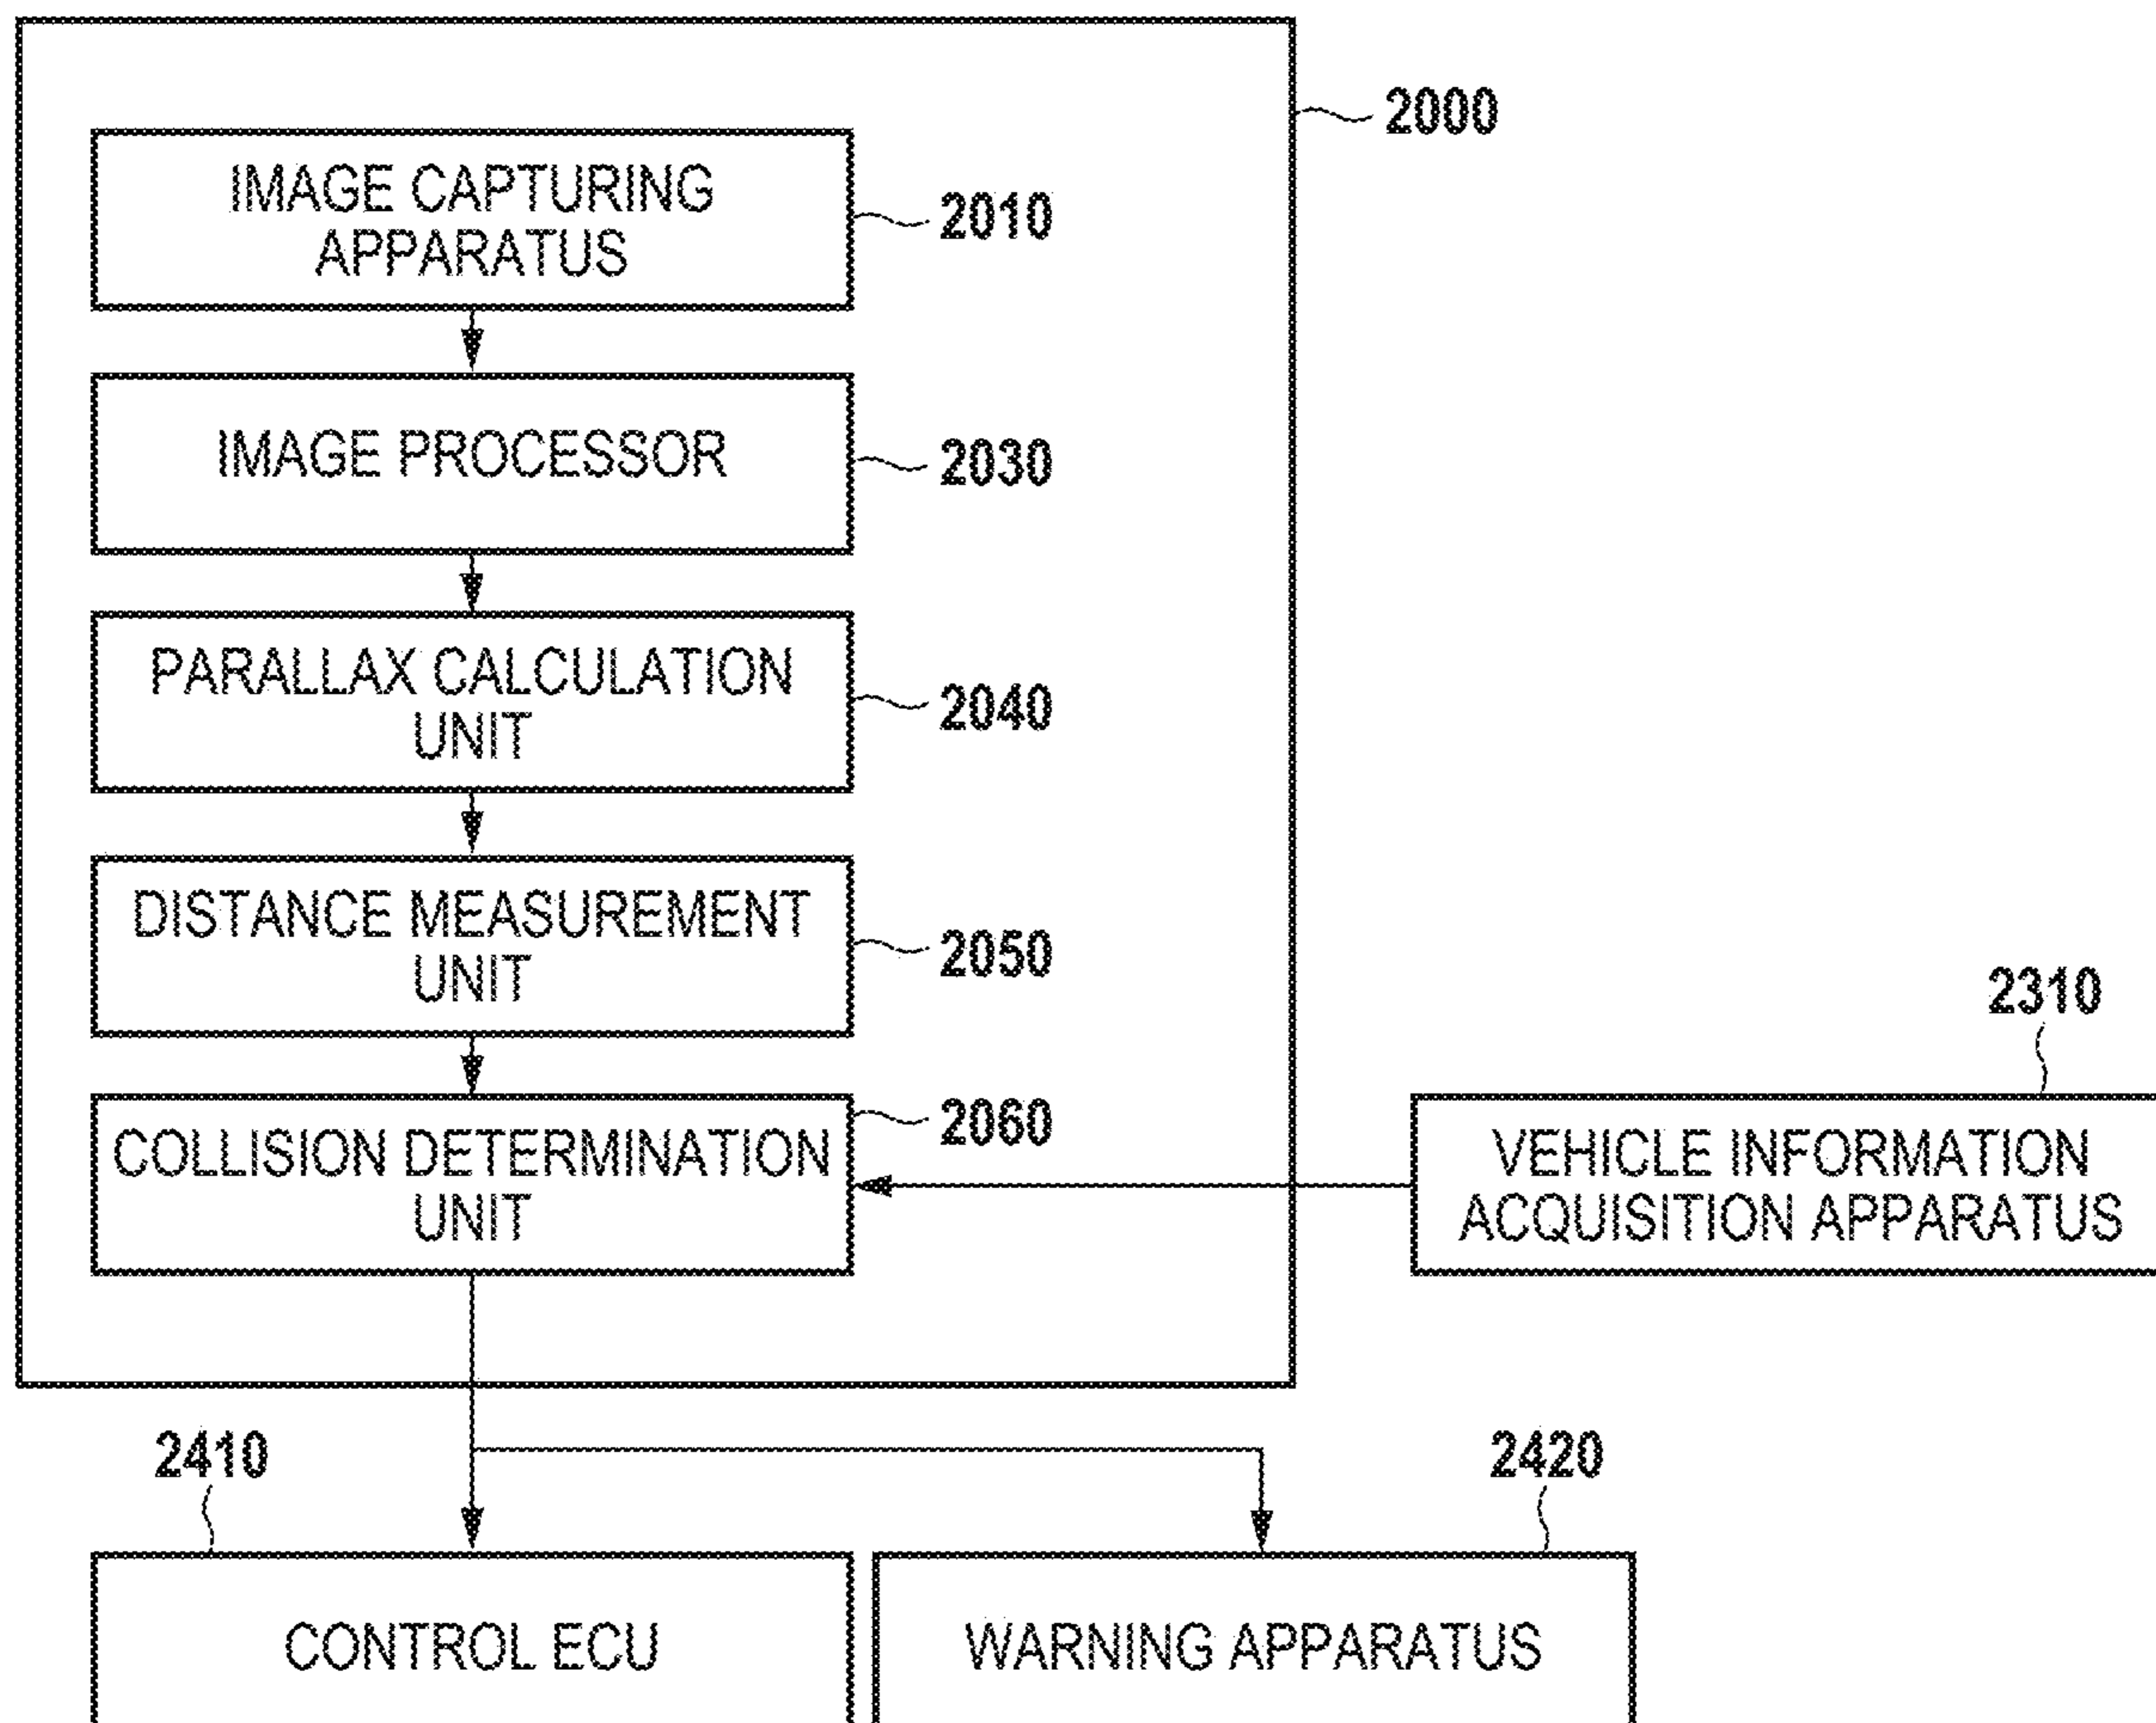 2000
IMAGE CAPTURING
APPARATUS
2010
IMAGE PROCESSOR
2030
PARALLAX CALCULATION
UNIT
2040
DISTANCE MEASUREMENT
UNIT
2050
COLLISION DETERMINATION
UNIT
2060
2310
VEHICLE INFORMATION
ACQUISITION APPARATUS
2410
CONTROL ECU
2420
WARNING APPARATUS